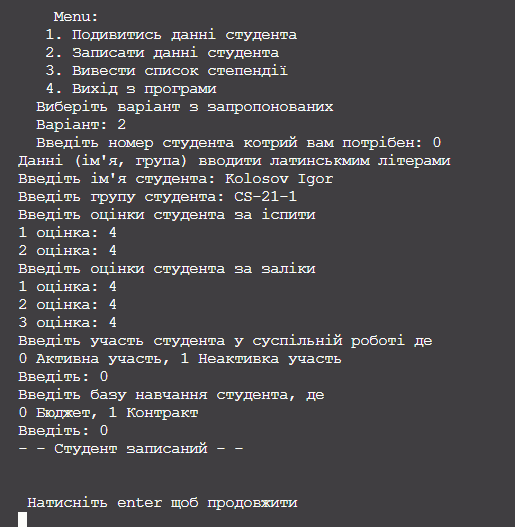 Menu:
1. Подивитись данні студента
2. Записати данні студента
3. Вивести список степендії
4. Вихід з програми
Виберіть варіант з запропонованих
Варіант: 2
Введіть номер студента котрий вам потрібен: 0
Данні (ім'я, група) вводити латинськмим літерами
Введіть ім'я студента: Kolosov Igor
Введіть групу студента: CS-21-1
Введіть оцінки студента за іспити
1 оцінка: 4
2 оцінка: 4
Введіть оцінки студента за заліки
1 оцінка: 4
2 оцінка: 4
3 оцінка: 4
Введіть участь студента у суспільній роботі де
0 Активна участь, 1 Неактивка участь
Введіть: 0
Введіть базу навчання студента, де
0 Бюджет, 1 Контракт
Введіть: 0
- - Студент записаний - -
Натисніть enter щоб продовжити